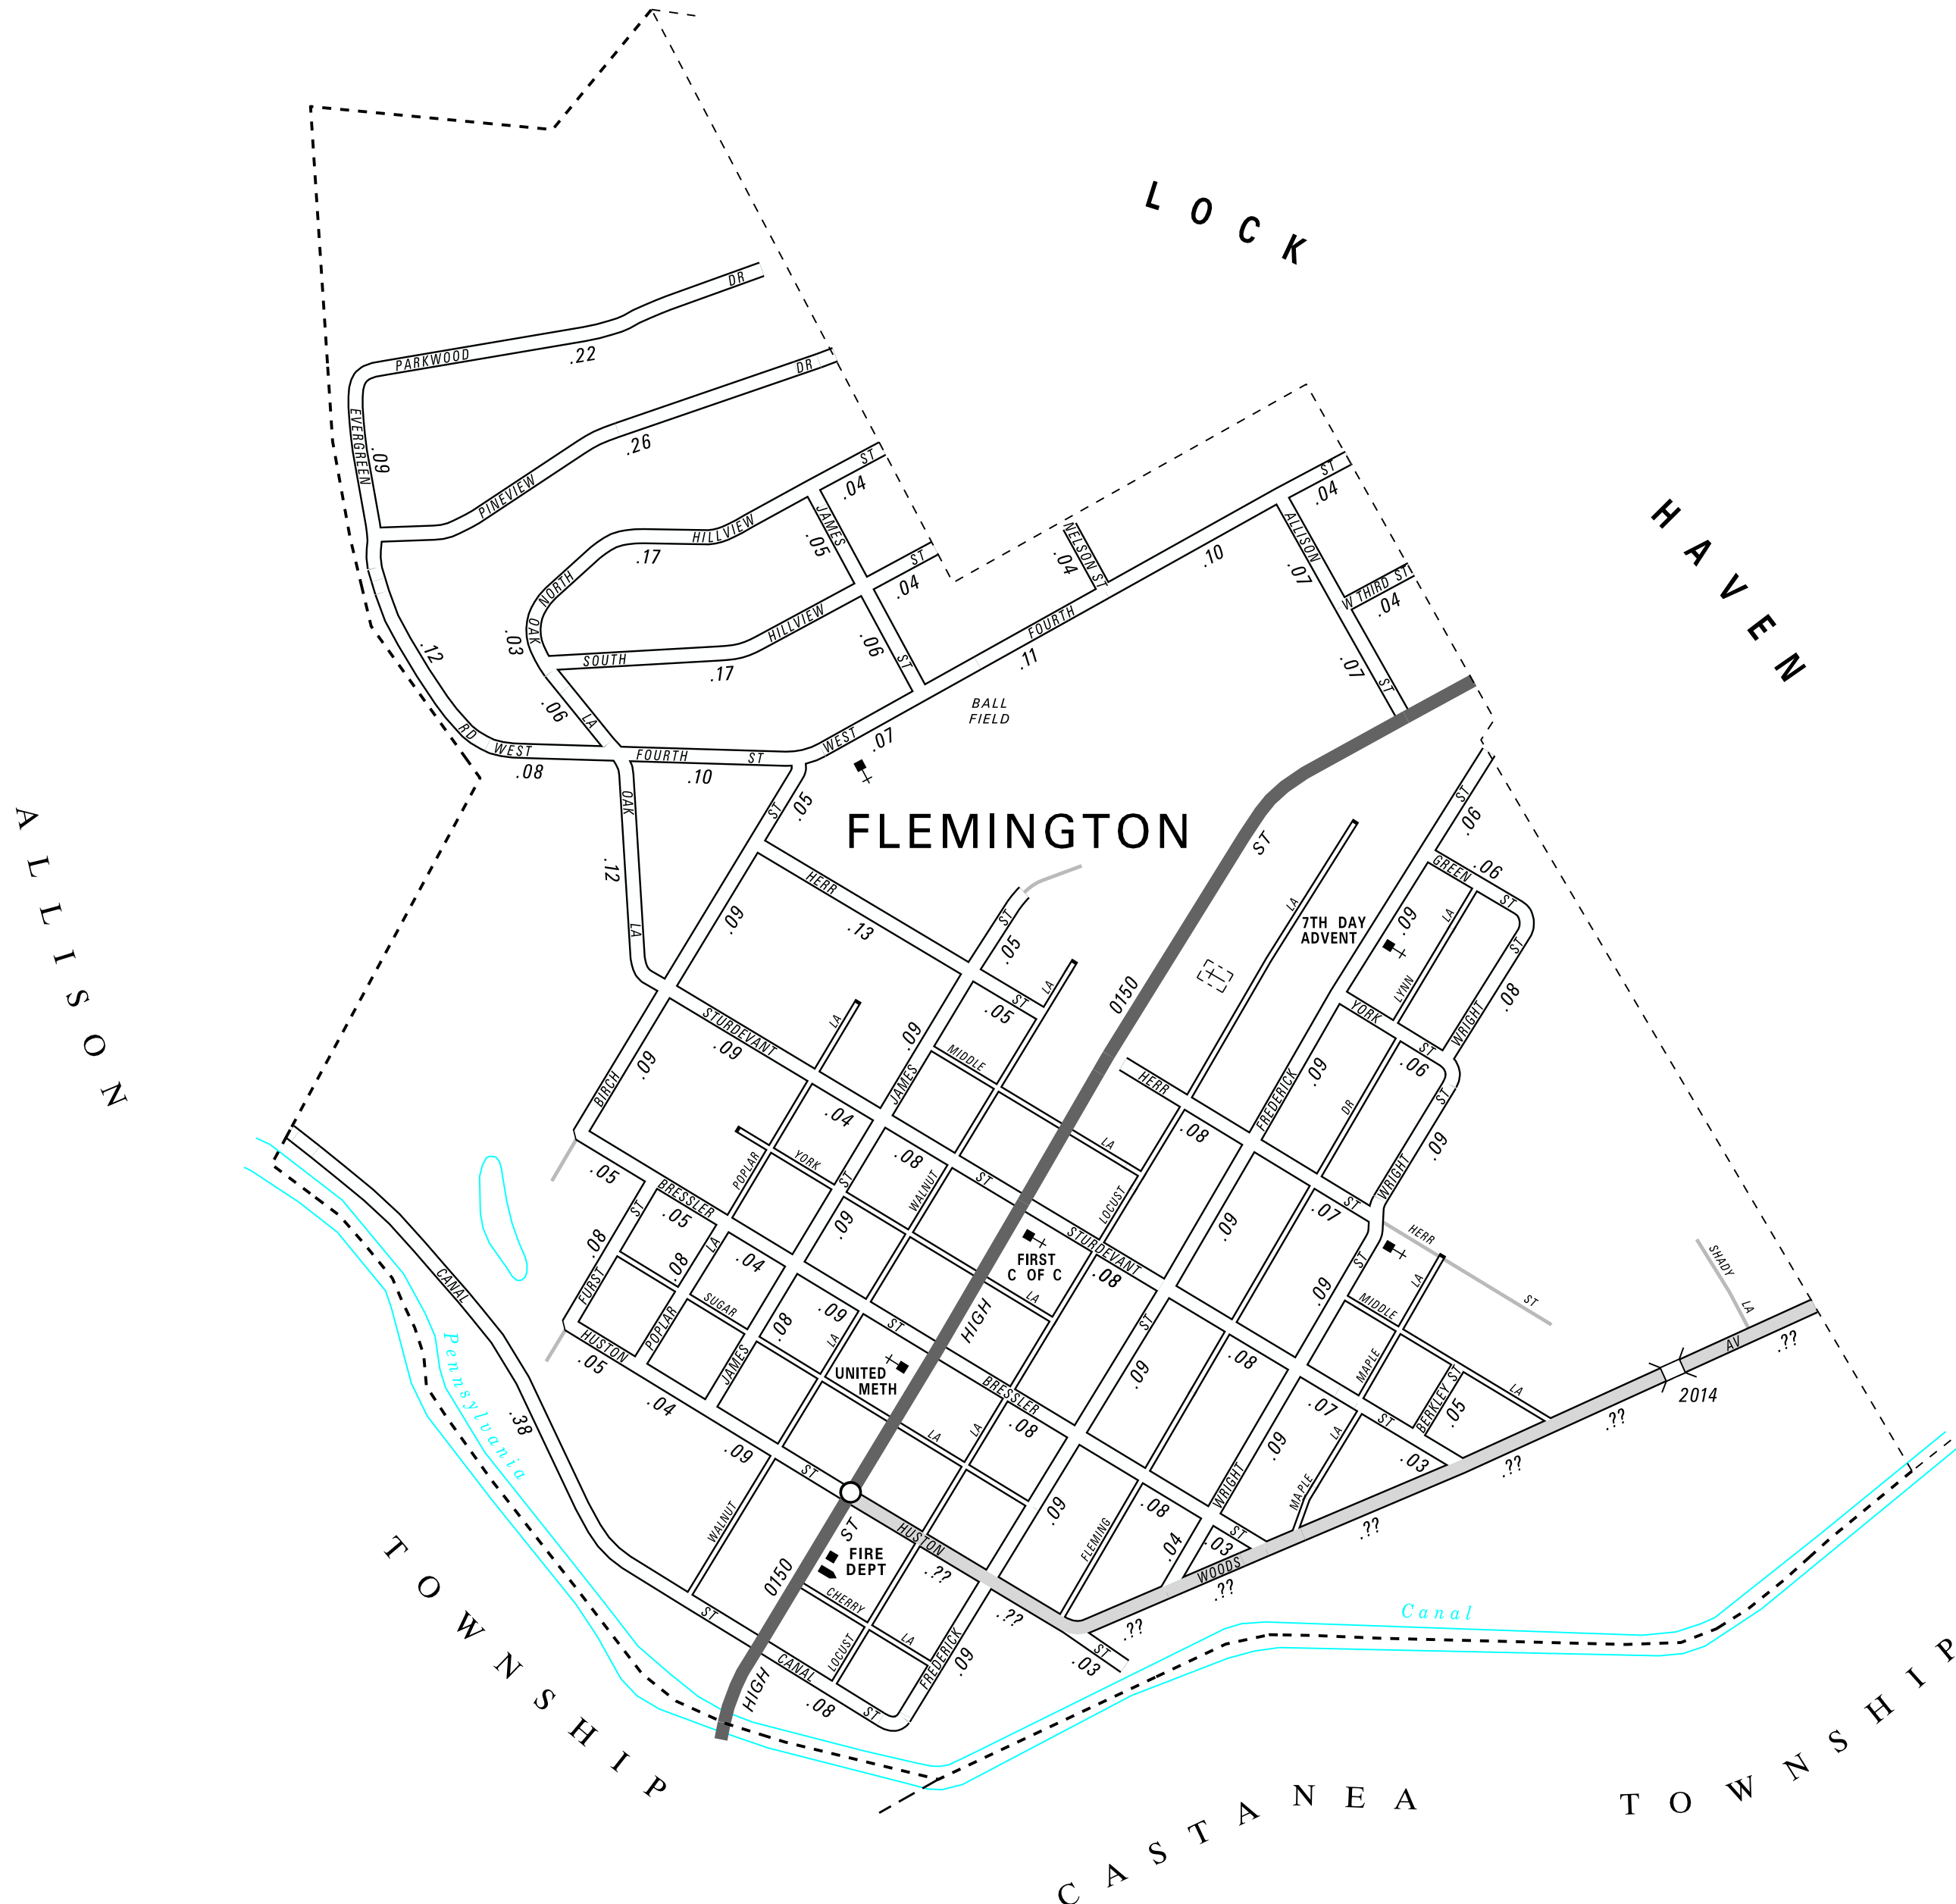 LOCK
HAVEN
PARKWOOD
DR
.22
EVERGREEN
.09
PINEVIEW
DR
.26
.12
RD
NORTH
HILLVIEW
ST
.17
.04
JAMES
.05
OAK
.03
SOUTH
HILLVIEW
ST
.17
.04
.06
ST
.06
LA
NELSON ST
.04
WEST
FOURTH
ST
.08
.10
WEST
.07
FOURTH
.11
.10
ST
.04
ALLISON
.07
W THIRD ST
.04
.07
ST
BALL
FIELD
FLEMINGTON
ALLISON
TOWNSHIP
OAK
.12
LA
ST
.05
.09
BIRCH
.09
HERR
.13
ST
.05
ST
.05
LA
MIDDLE
LA
.09
JAMES
STURDEVANT
.09
.04
LA
.08
ST
STURDEVANT
.08
.08
.07
ST
.03
YORK
ST
POPLAR
WALNUT
.09
0150
ST
HIGH
LA
7TH DAY
ADVENT
ST
.06
GREEN
.06
ST
.09
LA
LYNN
ST
.08
WRIGHT
YORK
ST
.06
FREDERICK
.09
DR
ST
.09
WRIGHT
HERR
.08
ST
.07
HERR
ST
LOCUST
.09
ST
.09
ST
.09
MIDDLE
LA
LA
MAPLE
BERKLEY ST
.05
SHADY
LA
AV
.??
2014
.??
.??
.??
.05
BRESSLER
.05
.04
.09
ST
BRESSLER
.08
.08
ST
.03
ST
.08
FURST
LA
.08
POPLAR
SUGAR
LA
LA
.08
JAMES
LA
FIRST
C OF C
UNITED
METH
HUSTON
.05
.04
.09
ST
HUSTON
.??
.??
ST
.03
WRIGHT
.09
MAPLE
LA
.04
.09
FLEMING
WOODS
.??
.??
CANAL
.38
ST
CANAL
.08
ST
WALNUT
0150
ST
FIRE
DEPT
CHERRY
LA
LOCUST
LA
FREDERICK
.09
HIGH
Pennsylvania
Canal
CASTANEA TOWNSHIP